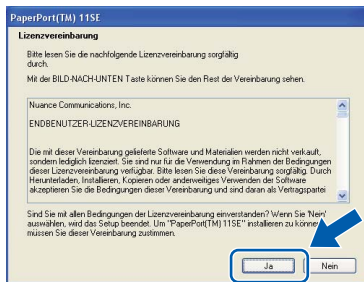 PaperPort(TM) 11SE
Lizenzvereinbarung
Bitte lesen Sie die nachfolgende Lizenzvereinbarung sorgfältig
durch.
Mit der BILD-NACH-UNTEN Taste können Sie den Rest der Vereinbarung sehen.
Nuance Communications, Inc.
ENDBENUTZER-LIZENZVEREINBARUNG
Die mit dieser Vereinbarung gelieferte Software und Materialien werden nicht verkauft,
sondern lediglich lizenziert. Sie sind nur für die Verwendung im Rahmen der Bedingungen
dieser Lizenzvereinbarung verfügbar. Bitte lesen Sie diese Vereinbarung sorgfältig. Durch
Herunterladen, Installieren, Kopieren oder anderweitiges Verwenden der Software
akzeptieren Sie die Bedingungen dieser Vereinbarung und sind daran als Vertragspartei
Sind Sie mit allen Bedingungen der Lizenzvereinbarung einverstanden? Wenn Sie 'Nein'
auswählen, wird das Setup beendet. Um "PaperPort(TM) 11SE" installieren zu können
müssen Sie dieser Vereinbarung zustimmen.
Ja
Nein